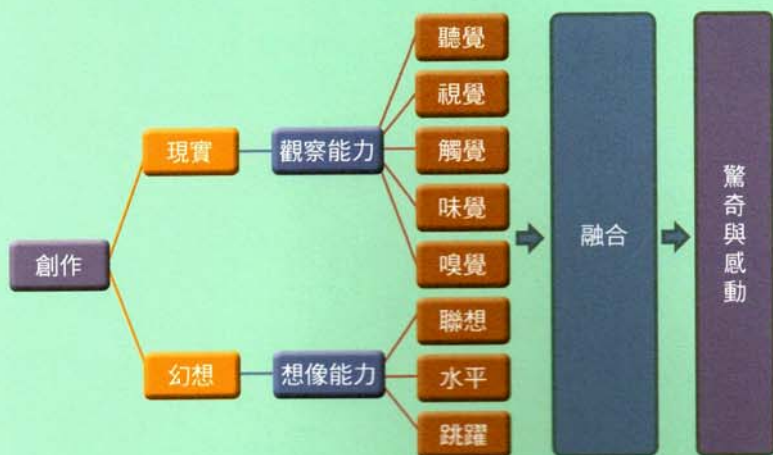 創作
現實
幻想
觀察能力
想像能力
聽覺
視覺
觸覺
味覺
嗅覺
聯想
水平
跳躍
融合
驚奇與感動